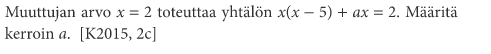 Muuttujan arvo x = 2 toteuttaa yhtälön x(x − 5) + ax = 2. Määritä
kerroin a. [K2015, 2c]